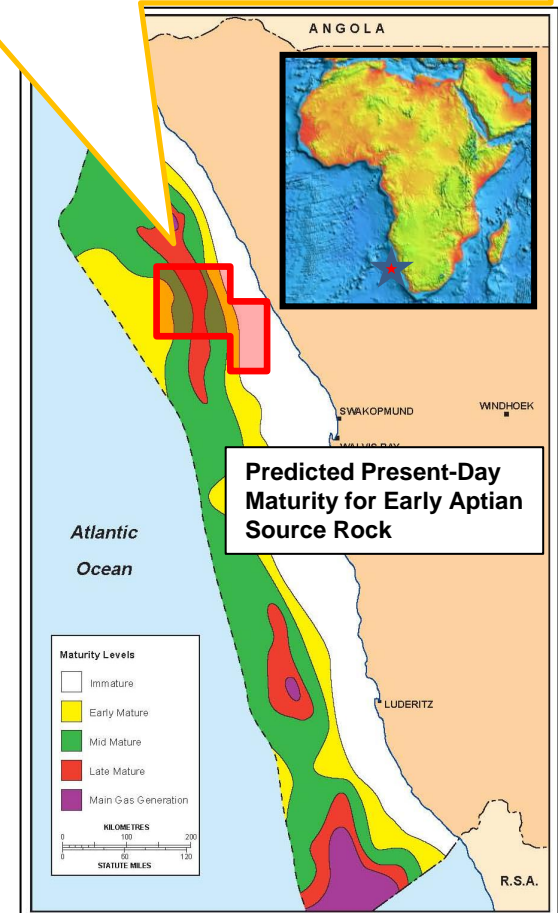 ANGOLA
SWAKOPMUND
WINDHOEK
WALVIS BAY
Predicted Present-Day
Maturity for Early Aptian
Source Rock
Atlantic
Ocean
Maturity Levels
Immature
Early Mature
Mid Mature
Late Mature
Main Gas Generation
KILOMETRES
0 200
0 60 120
STATUTE MILES
LUDERITZ
R.S.A.